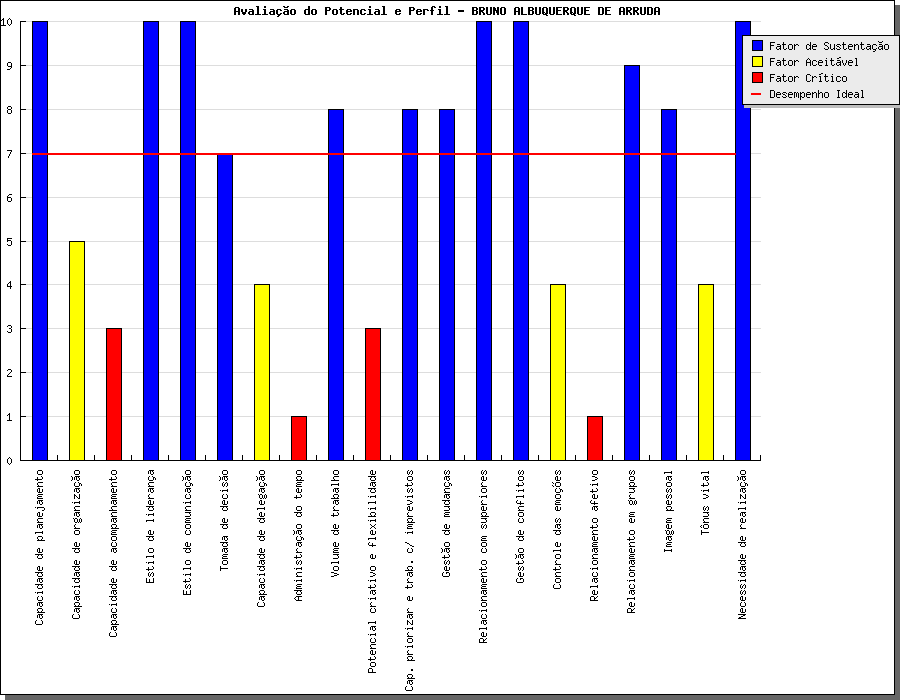 Avaliação do Potencial e Perfil - BRUNO ALBUQUERQUE DE ARRUDA
10
9
8
7
6
5
4
3
2
1
0
Fator de Sustentação
Fator Aceitável
Fator Crítico
Desempenho Ideal
Capacidade de planejamento
Capacidade de organização
Capacidade de acompanhamento
Estilo de liderança
Estilo de comunicação
Tomada de decisão
Capacidade de delegação
Administração do tempo
Volume de trabalho
Potencial criativo e flexibilidade
Cap. priorizar e trab. c/ imprevistos
Gestão de mudanças
Relacionamento com superiores
Gestão de conflitos
Controle das emoções
Relacionamento afetivo
Relacionamento em grupos
Imagem pessoal
Tônus vital
Necessidade de realização